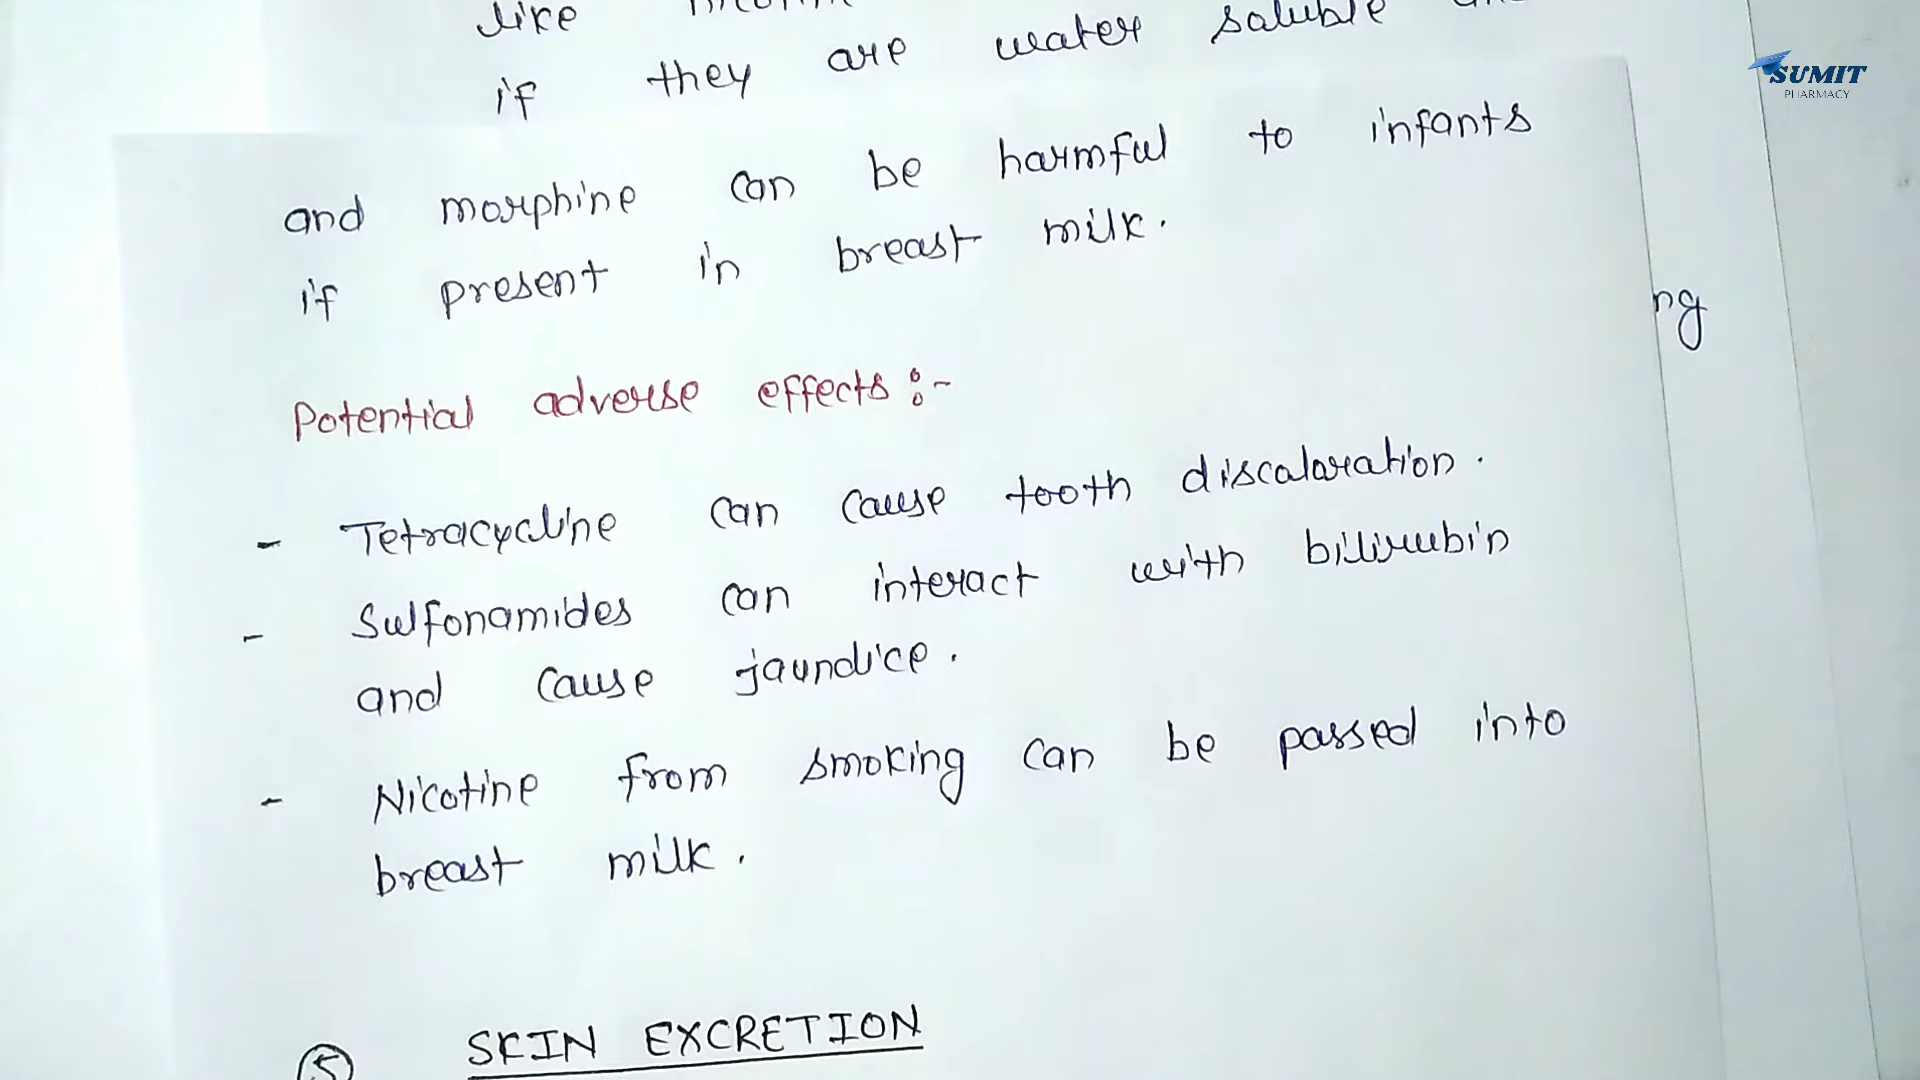 like
if they are water saluble
and morphine can be harmful to infants
if present in breast milk.
ng
Potential adverse effects :-
- Tetracycline can cause tooth discaloration.
- Sulfonamides can interact with bilirubin
and cause jaundice.
- Nicotine from smoking can be passed into
breast milk.
5 SKIN EXCRETION
SUMIT
PHARMACY